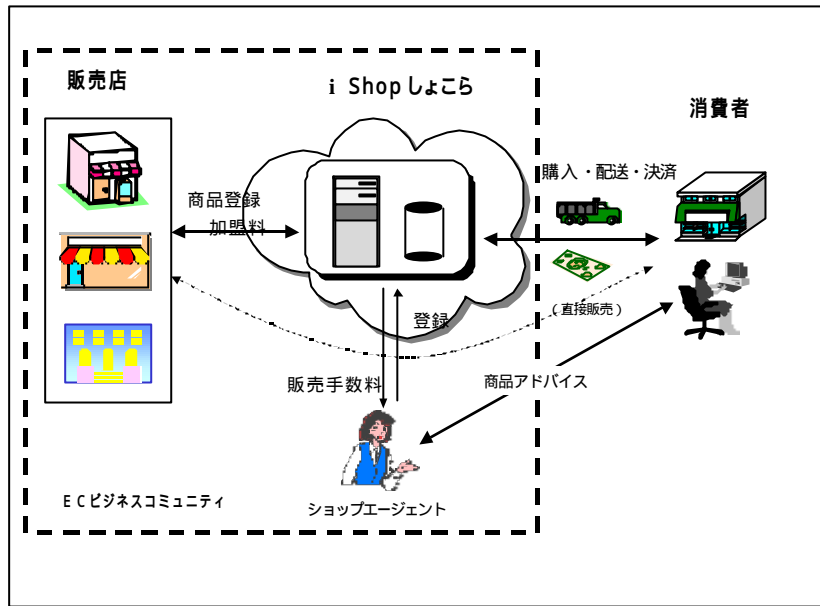 販売店
i Shop しょこら
消費者
商品登録
加盟料
購入・配送・決済
登録
(直接販売)
販売手数料
商品アドバイス
ECビジネスコミュニティ
ショップエージェント